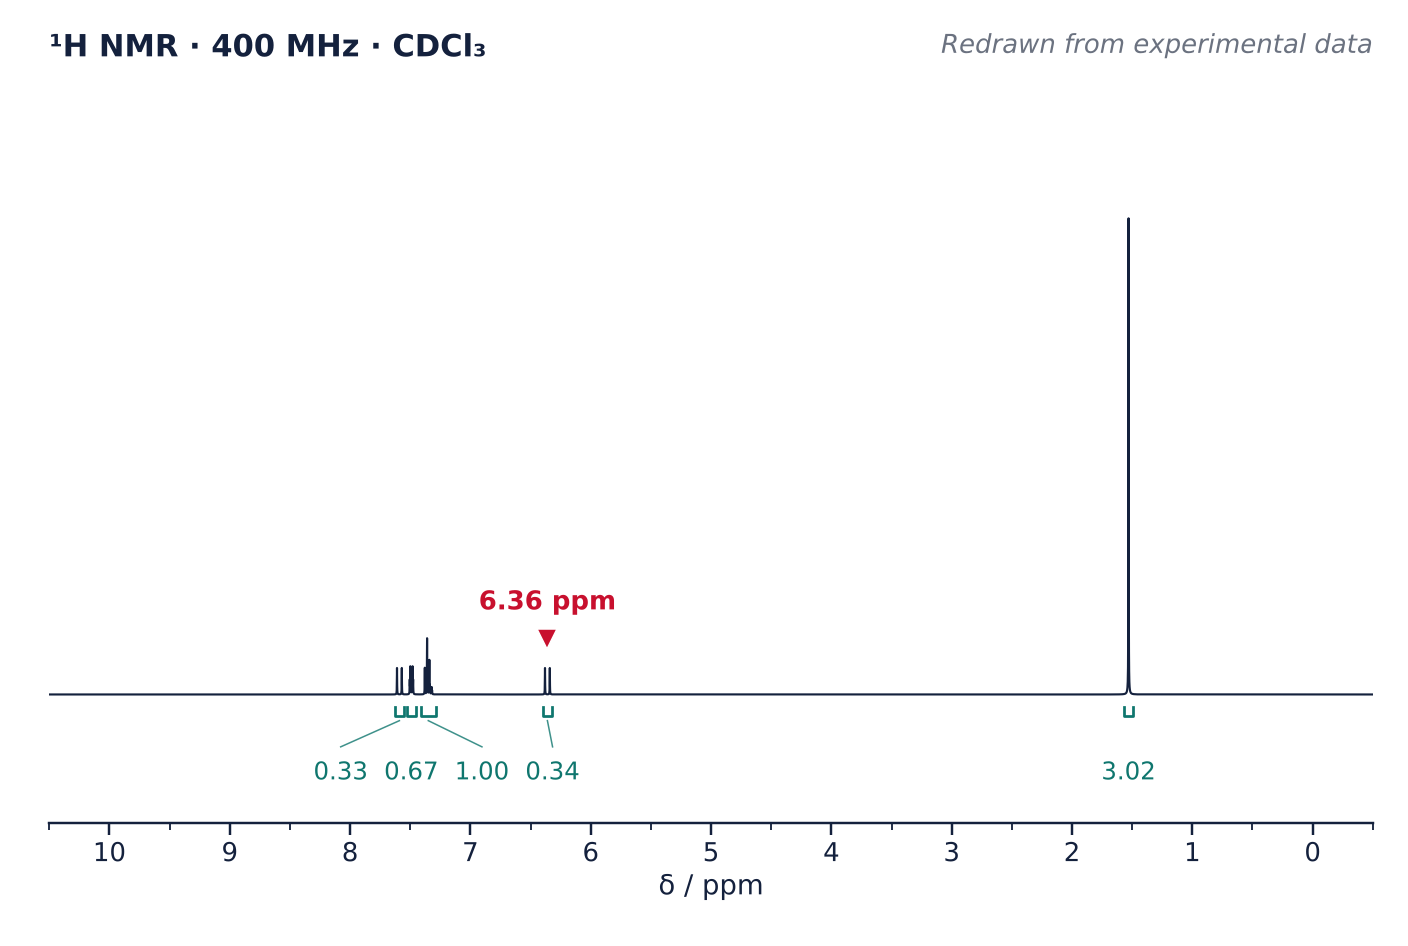 ¹H NMR · 400 MHz · CDCl₃
Redrawn from experimental data
6.36 ppm
0.33 0.67 1.00 0.34 3.02
10 9 8 7 6 5 4 3 2 1 0
δ / ppm